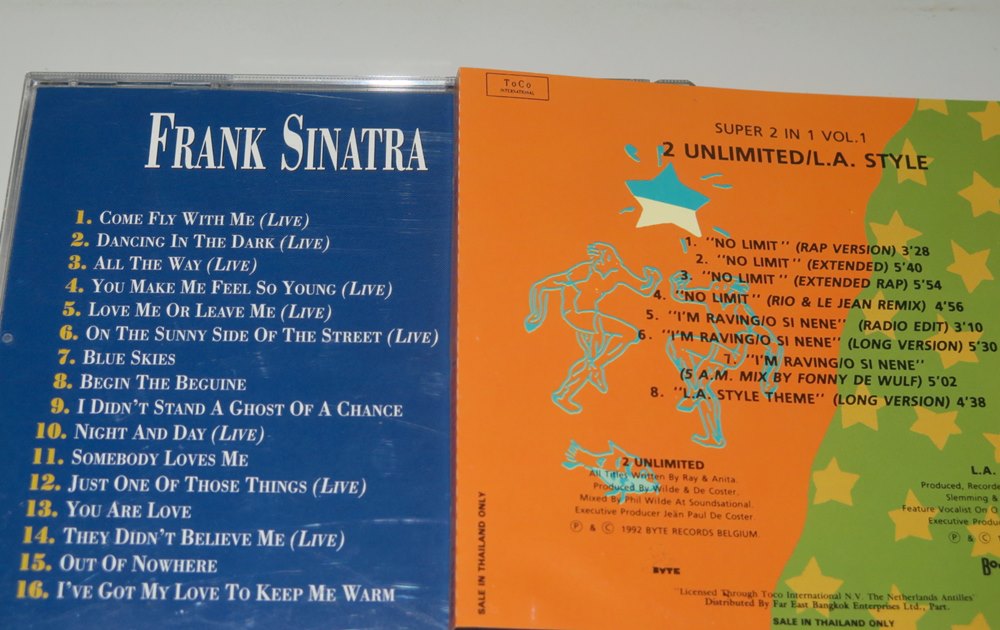 FRANK SINATRA
1. COME FLY WITH ME (LIVE)
2. DANCING IN THE DARK (LIVE)
3. ALL THE WAY (LIVE)
4. YOU MAKE ME FEEL SO YOUNG (LIVE)
5. LOVE ME OR LEAVE ME (LIVE)
6. ON THE SUNNY SIDE OF THE STREET (LIVE)
7. BLUE SKIES
8. BEGIN THE BEGUINE
9. I DIDN'T STAND A GHOST OF A CHANCE
10. NIGHT AND DAY (LIVE)
11. SOMEBODY LOVES ME
12. JUST ONE OF THOSE THINGS (LIVE)
13. YOU ARE LOVE
14. THEY DIDN'T BELIEVE ME (LIVE)
15. OUT OF NOWHERE
16. I'VE GOT MY LOVE TO KEEP ME WARM
ToCo
INTERNATIONAL
SUPER 2 IN 1 VOL.1
2 UNLIMITED/L.A. STYLE
1. "NO LIMIT" (RAP VERSION) 3'28
2. "NO LIMIT" (EXTENDED) 5'40
3. "NO LIMIT" (EXTENDED RAP) 5'54
4. "NO LIMIT" (RIO & LE JEAN REMIX) 4'56
5. "I'M RAVING/O SI NENE" (RADIO EDIT) 3'10
6. "I'M RAVING/O SI NENE" (LONG VERSION) 5'30
7. "I'M RAVING/O SI NENE"
(5 A.M. MIX BY FONNY DE WULF) 5'02
8. "L.A. STYLE THEME" (LONG VERSION) 4'38
2 UNLIMITED
All Titles Written By Ray & Anita.
Produced By Wilde & De Coster.
Mixed By Phil Wilde At Soundsational.
Executive Producer Jeän Paul De Coster.
Ⓟ & Ⓒ 1992 BYTE RECORDS BELGIUM.
BYTE
L.A.
Produced, Recorde
Slemming &
Feature Vocalist On O
Executive Produc
Ⓟ & Ⓒ
"Licensed Through Toco International N.V. The Netherlands Antilles"
Distributed By Far East Bangkok Enterprises Ltd., Part.
SALE IN THAILAND ONLY
SALE IN THAILAND ONLY